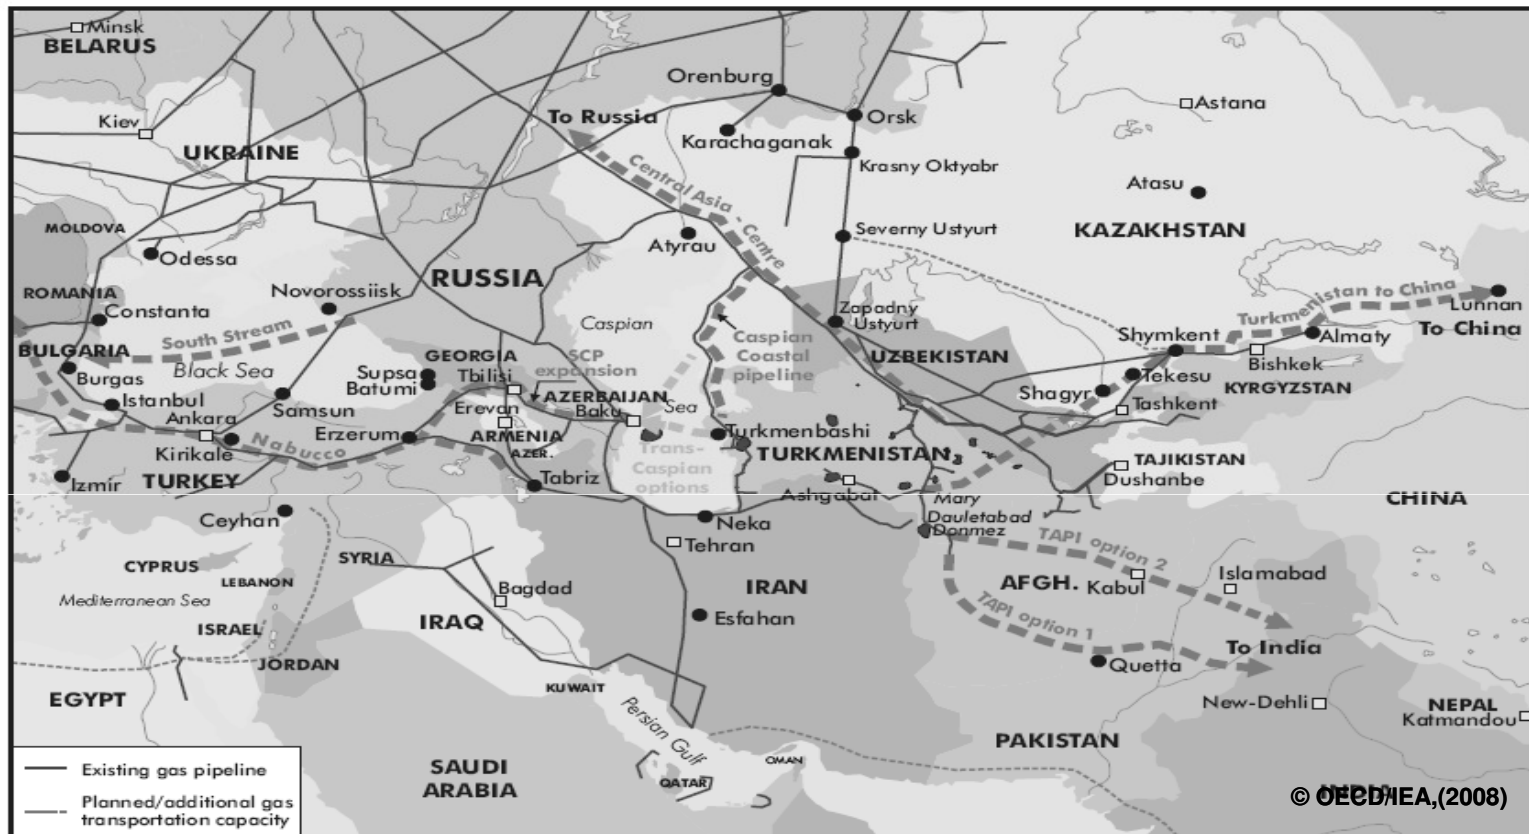 Minsk
BELARUS
Orenburg
Astana
Kiev
To Russia
Orsk
Karachaganak
UKRAINE
Central Asia - Centre
Krasny Oktyabr
Atasu
MOLDOVA
Severny Ustyurt
KAZAKHSTAN
Atyrau
Odessa
RUSSIA
ROMANIA
Novorossiisk
Turkmenistan to China
Lunnan
Constanta
Caspian
Zapadny
Ustyurt
To China
South Stream
Shymkent
Almaty
BULGARIA
GEORGIA
SCP
expansion
Caspian
Coastal
pipeline
UZBEKISTAN
Bishkek
Black Sea
Supsa
Batumi
Tbilisi
Tekesu
KYRGYZSTAN
Burgas
Shagyr
Istanbul
AZERBAIJAN
Tashkent
Ankara
Samsun
Erevan
Baku
Sea
Erzerum
ARMENIA
Turkmenbashi
Nabucco
AZER.
Trans-
Caspian
options
TURKMENISTAN
Kirikale
TAJIKISTAN
Izmir
TURKEY
Tabriz
Ashgabat
Dushanbe
Mary
CHINA
Ceyhan
Neka
Dauletabad
Donmez
Tehran
TAPI option 2
SYRIA
CYPRUS
Islamabad
LEBANON
Bagdad
IRAN
AFGH.
Kabul
Mediterranean Sea
IRAQ
Esfahan
TAPI option 1
ISRAEL
To India
JORDAN
Quetta
KUWAIT
EGYPT
Persian Gulf
New-Dehli
NEPAL
Katmandou
PAKISTAN
OMAN
SAUDI
ARABIA
QATAR
Existing gas pipeline
Planned/additional gas
transportation capacity
INDIA
© OECD/IEA,(2008)